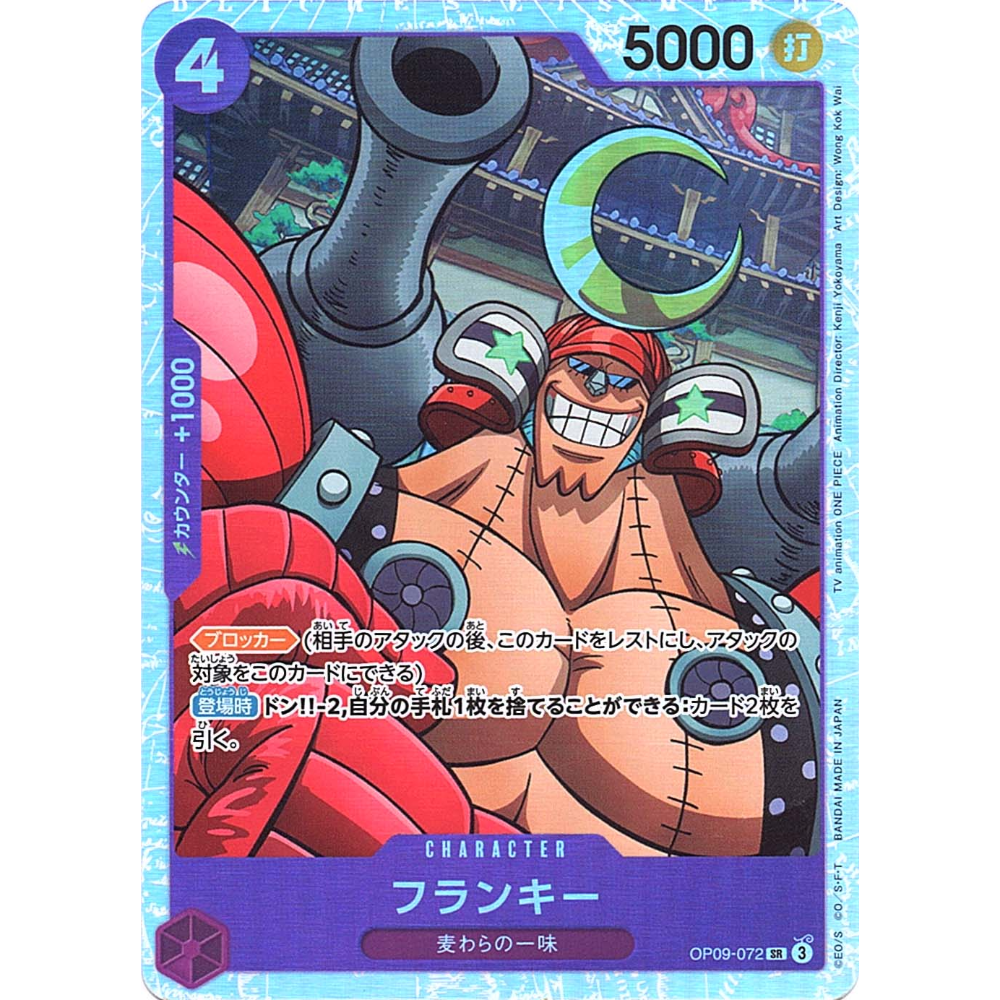 4
5000 打
カウンター +1000
ブロッカー (相手のアタックの後、このカードをレストにし、アタックの
対象をこのカードにできる)
登場時 ドン!!-2,自分の手札1枚を捨てることができる:カード2枚を
引く。
CHARACTER
フランキー
麦わらの一味
OP09-072 SR 3
TV animation ONE PIECE Animation Director: Kenji Yokoyama Art Design: Wong Kok Wai
©EO/S ©O/S・F・T BANDAI MADE IN JAPAN